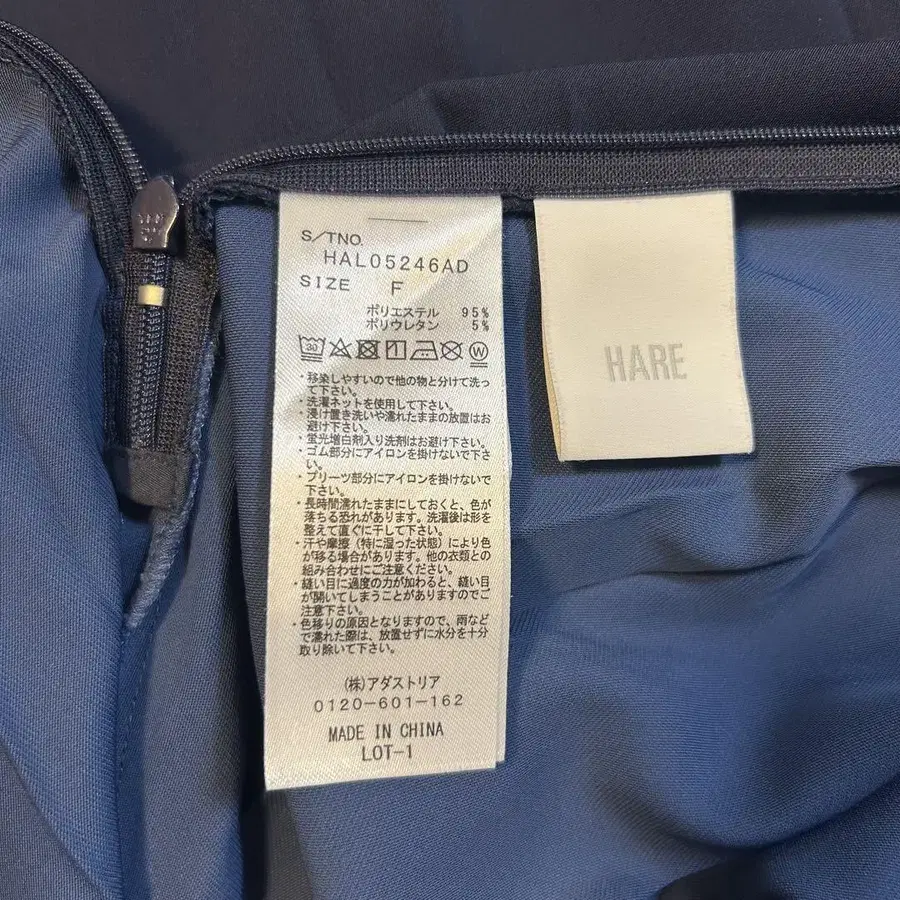 S/TNO.
HAL05246AD
SIZE F
ポリエステル 95%
ポリウレタン 5%
30
W
・移染しやすいので他の物と分けて洗っ
て下さい。
・洗濯ネットを使用して下さい。
・浸け置き洗いや濡れたままの放置はお
避け下さい。
・蛍光増白剤入り洗剤はお避け下さい。
・ゴム部分にアイロンを掛けないで下さ
い。
・プリーツ部分にアイロンを掛けないで
下さい。
・長時間濡れたままにしておくと、色が
落ちる恐れがあります。洗濯後は形を
整えて直ぐに干して下さい。
・汗や摩擦（特に湿った状態）により色
が移る場合があります。他の衣類との
組み合わせにご注意下さい。
・縫い目に過度の力が加わると、縫い目
が開いてしまうことがありますのでご
注意下さい。
・色移りの原因となりますので、雨など
で濡れた際は、放置せずに水分を十分
取り除いて下さい。
(株)アダストリア
0120-601-162
MADE IN CHINA
LOT-1
HARE